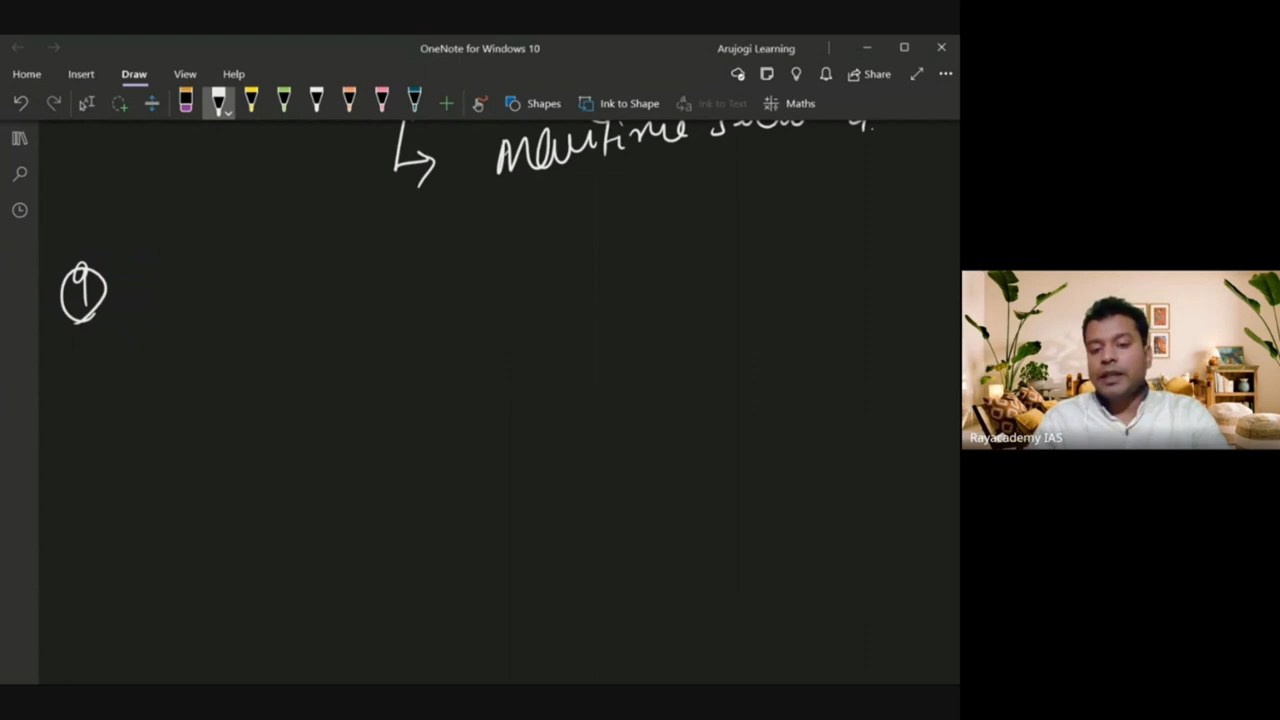 OneNote for Windows 10
Arujogi Learning
Home Insert Draw View Help
Share
Shapes Ink to Shape Ink to Text Maths
Maritime
9
Rayacademy IAS